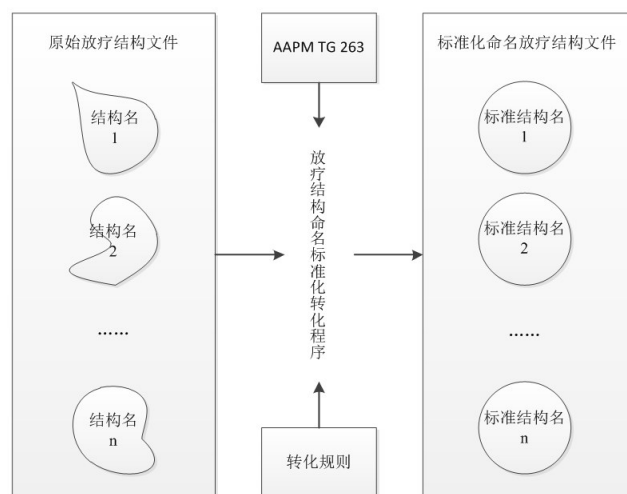 原始放疗结构文件
结构名
1
结构名
2
……
结构名
n
AAPM TG 263
放疗结构命名标准化转化程序
转化规则
标准化命名放疗结构文件
标准结构名
1
标准结构名
2
……
标准结构名
n